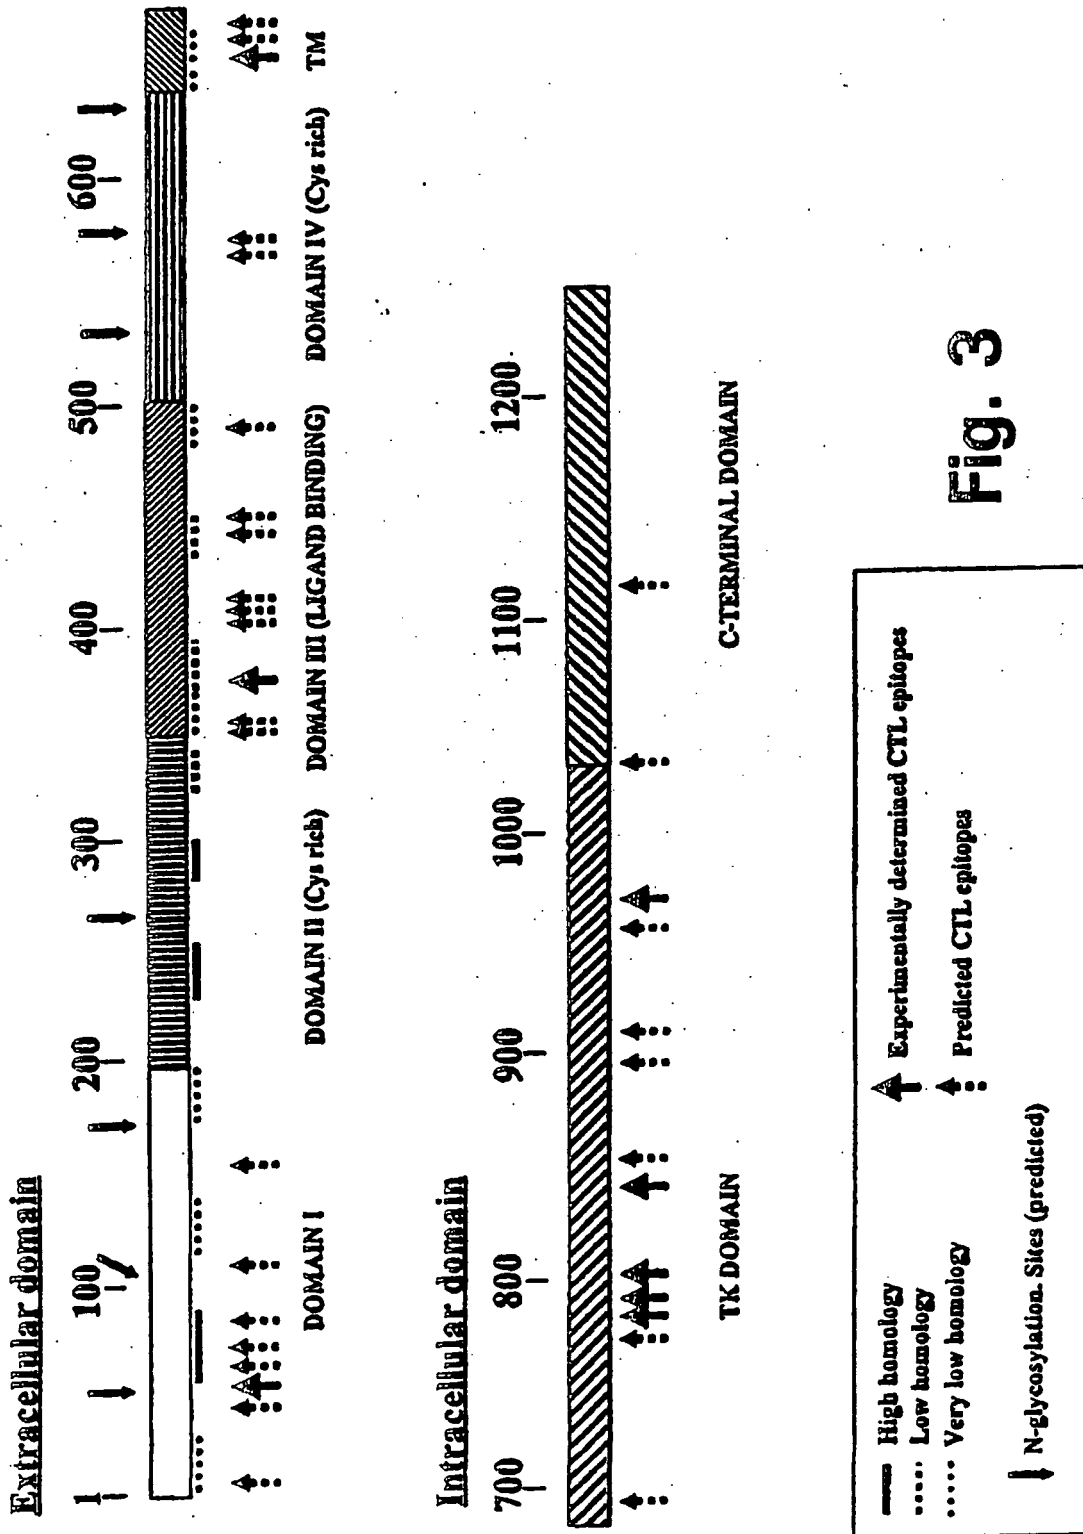 Extracellular domain
1 100 200 300 400 500 600
DOMAIN I DOMAIN II (Cys rich) DOMAIN III (LIGAND BINDING) DOMAIN IV (Cys rich) TM
Intracellular domain
700 800 900 1000 1100 1200
TK DOMAIN C-TERMINAL DOMAIN
High homology
Low homology
Very low homology
N-glycosylation. Sites (predicted)
Experimentally determined CTL epitopes
Predicted CTL epitopes
Fig. 3